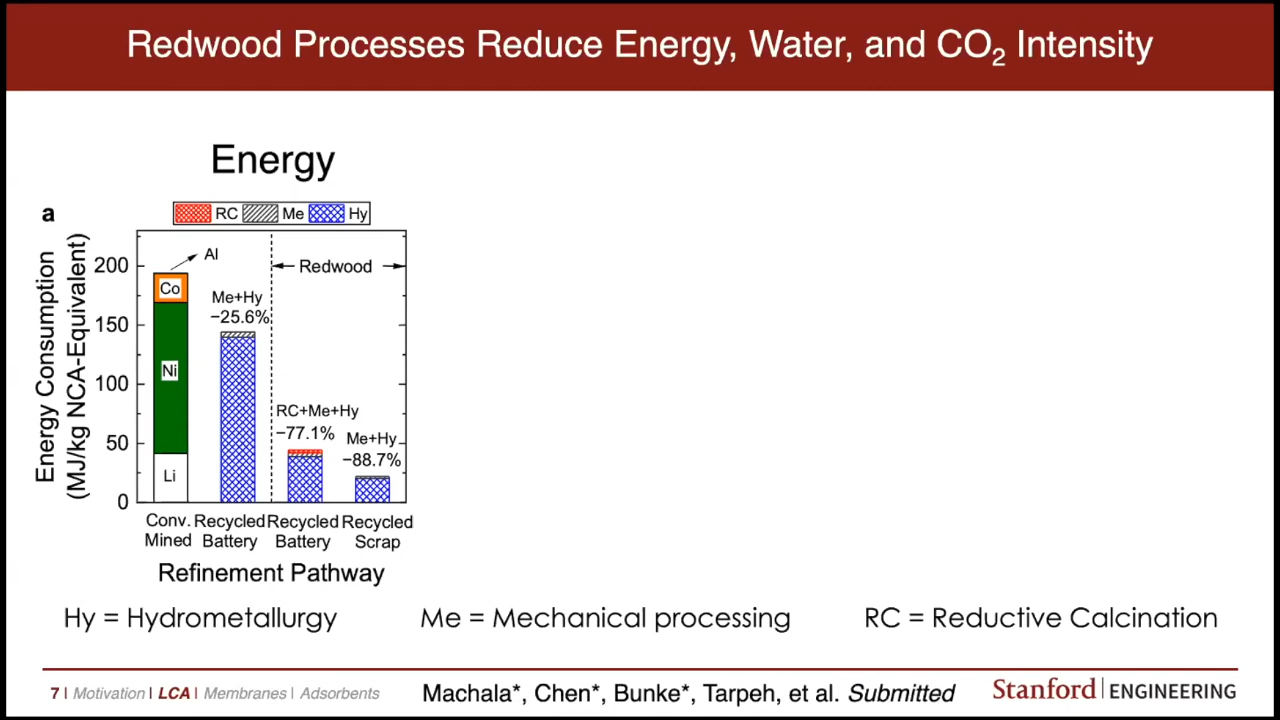 Redwood Processes Reduce Energy, Water, and CO₂ Intensity
Energy
a
RC Me Hy
Energy Consumption
(MJ/kg NCA-Equivalent)
200
150
100
50
0
Al
Co
Ni
Li
Me+Hy
−25.6%
Redwood
RC+Me+Hy
−77.1%
Me+Hy
−88.7%
Conv. Mined
Recycled Battery
Recycled Battery
Recycled Scrap
Refinement Pathway
Hy = Hydrometallurgy Me = Mechanical processing RC = Reductive Calcination
7 | Motivation | LCA | Membranes | Adsorbents Machala*, Chen*, Bunke*, Tarpeh, et al. Submitted Stanford | ENGINEERING